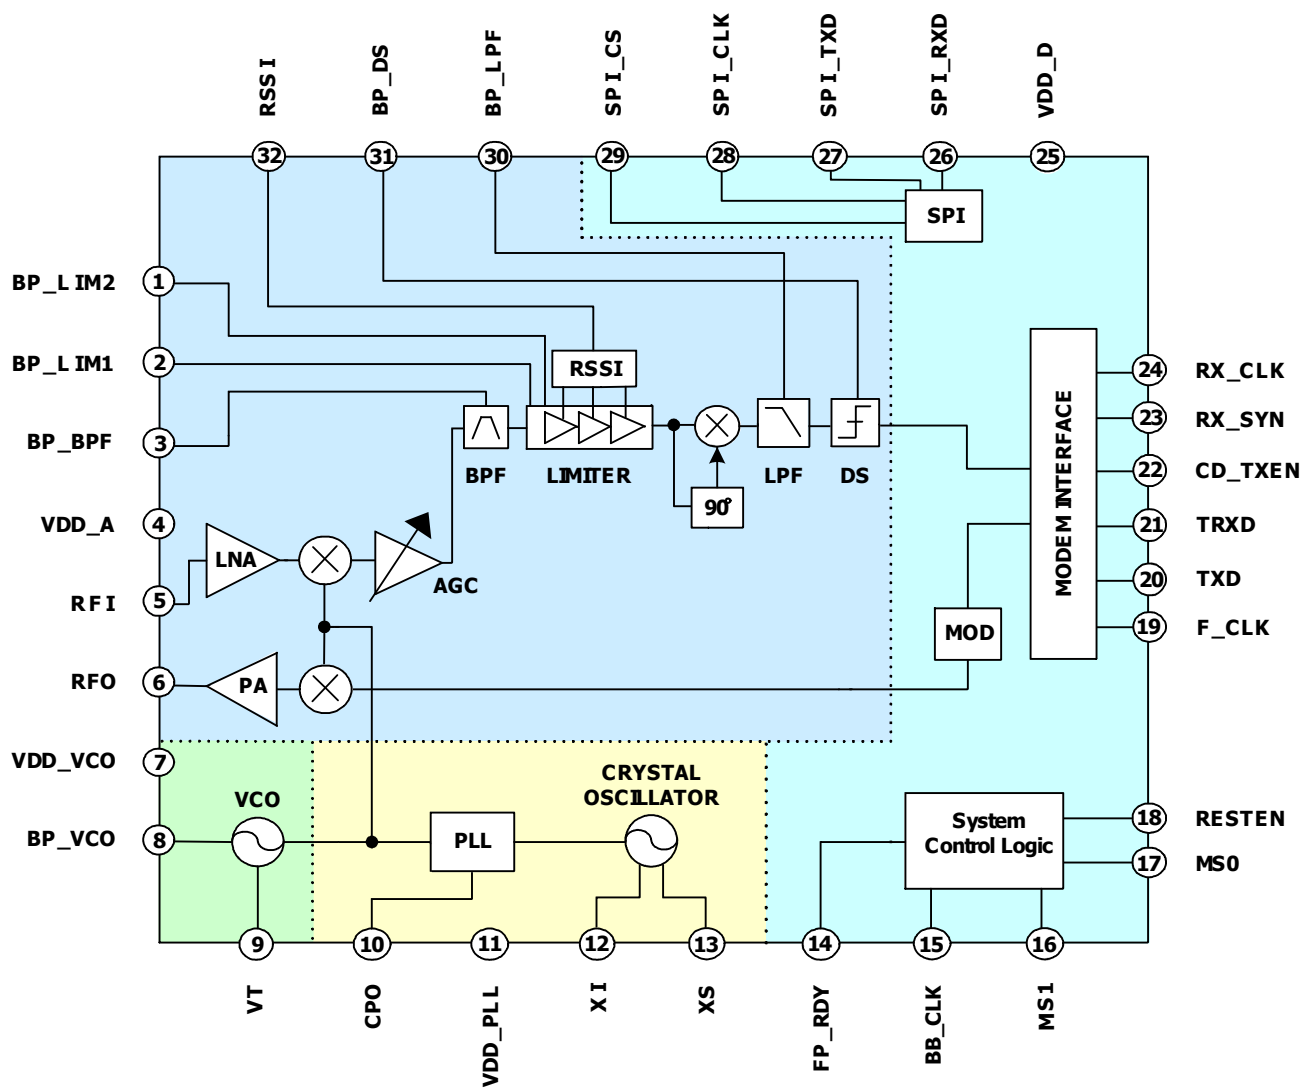 RSSI
BP_DS
BP_LPF
SPI_CS
SPI_CLK
SPI_TXD
SPI_RXD
VDD_D
32
31
30
29
28
27
26
25
SPI
BP_LIM2
1
BP_LIM1
2
BP_BPF
3
VDD_A
4
RFI
5
RFO
6
VDD_VCO
7
BP_VCO
8
RSSI
BPF
LIMITER
90°
LPF
DS
LNA
AGC
PA
MOD
MODEM INTERFACE
24
RX_CLK
23
RX_SYN
22
CD_TXEN
21
TRXD
20
TXD
19
F_CLK
VCO
PLL
CRYSTAL
OSCILLATOR
System
Control Logic
18
RESTEN
17
MS0
9
10
11
12
13
14
15
16
VT
CPO
VDD_PLL
XI
XS
FP_RDY
BB_CLK
MS1